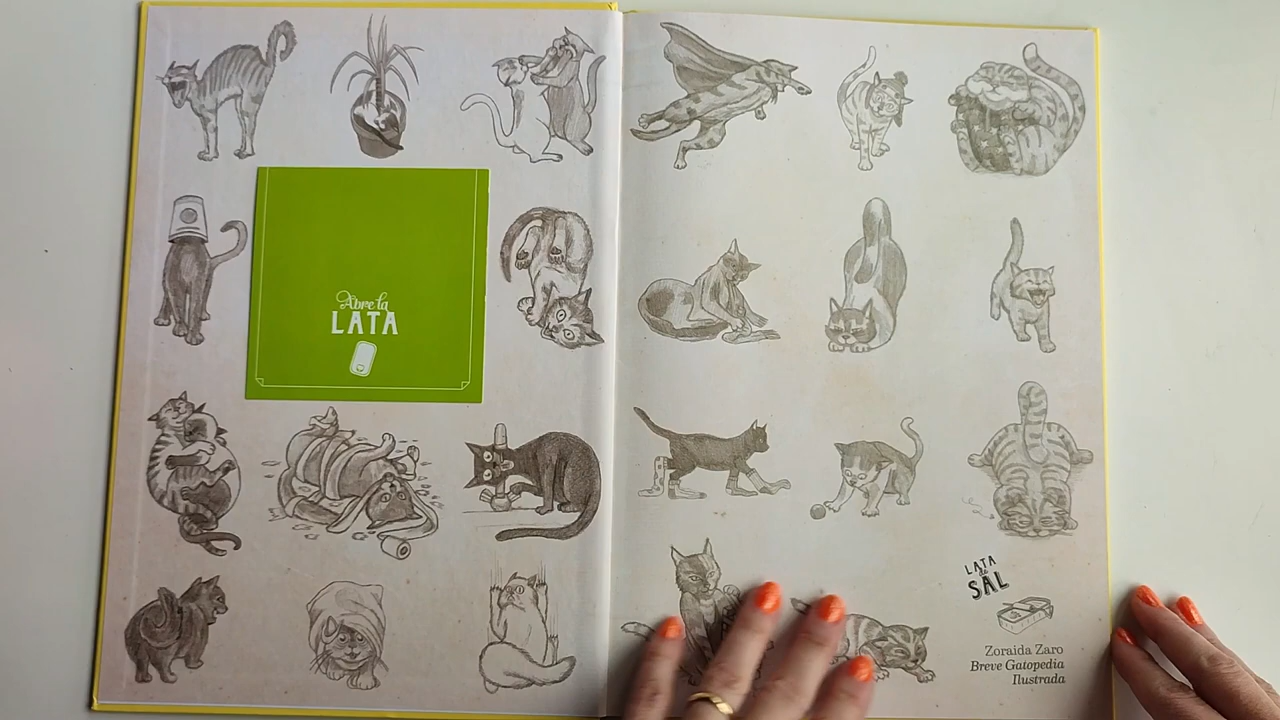 Abre la
LATA
LATA
de
SAL
Zoraida Zaro
Breve Gatopedia
Ilustrada